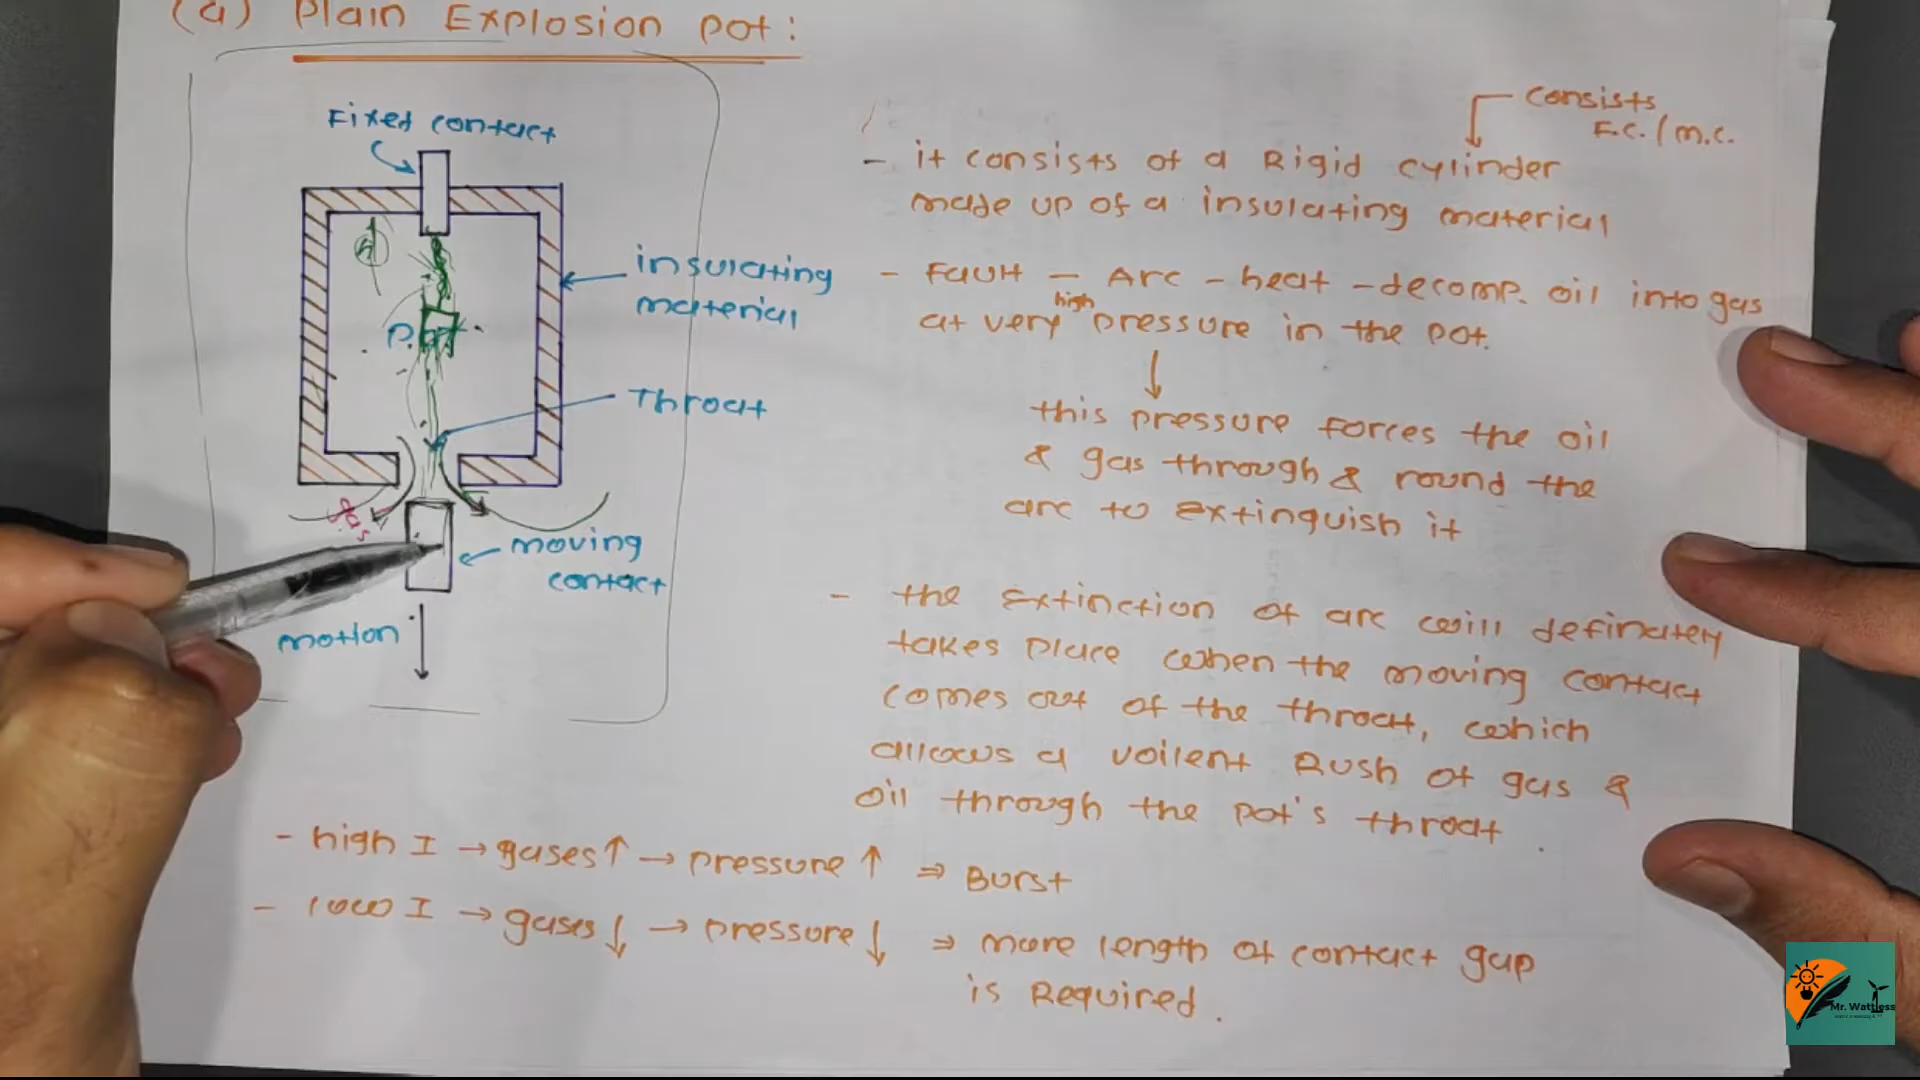 (a) Plain Explosion pot:
Fixed contact
insulating
material
P.
Throat
gas
moving
contact
motion
consists
F.C. / M.C.
- it consists of a Rigid cylinder
made up of a insulating material
- Fault - Arc - heat - decomp. oil into gas
at very high pressure in the pot.
this pressure forces the oil
& gas through & round the
arc to extinguish it
- the extinction of arc will definately
takes place when the moving contact
comes out of the throat, which
allows a voilent Rush of gas &
oil through the pot's throat.
- high I → gases ↑ → pressure ↑ ⇒ Burst
- low I → gases ↓ → pressure ↓ ⇒ more length of contact gap
is Required.
Mr. Wattless